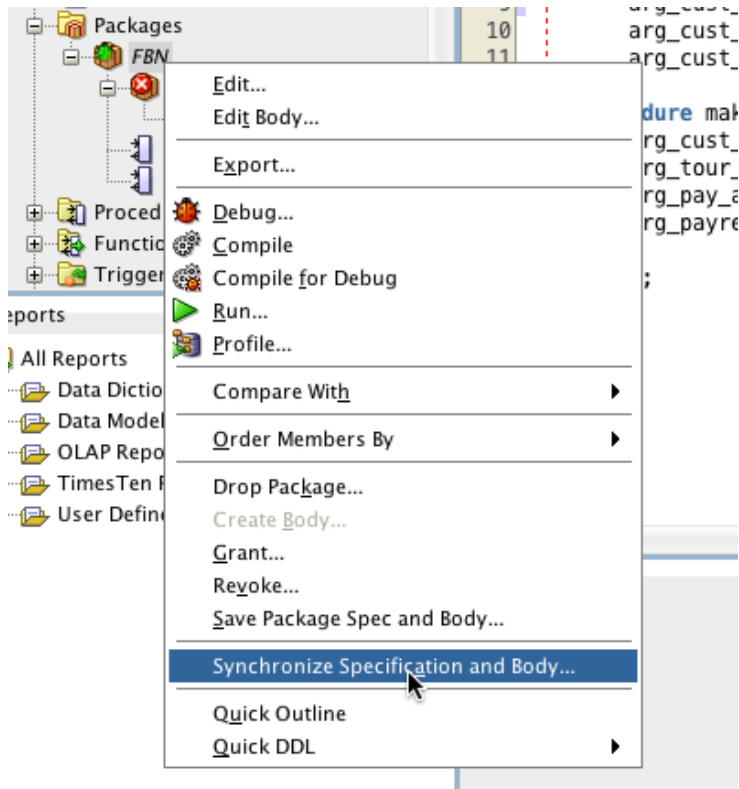 Packages
FBN
10
arg_cust_
11
arg_cust_
Edit...
Edit Body...
dure mak
rg_cust_
Export...
rg_tour_
rg_pay_a
Proced
Debug...
rg_payre
Functio
Compile
Trigger
Compile for Debug
;
eports
Run...
All Reports
Profile...
Data Dictio
Compare With
Data Model
OLAP Repo
Order Members By
TimesTen
Drop Package...
User Define
Create Body...
Grant...
Revoke...
Save Package Spec and Body...
Synchronize Specification and Body...
Quick Outline
Quick DDL